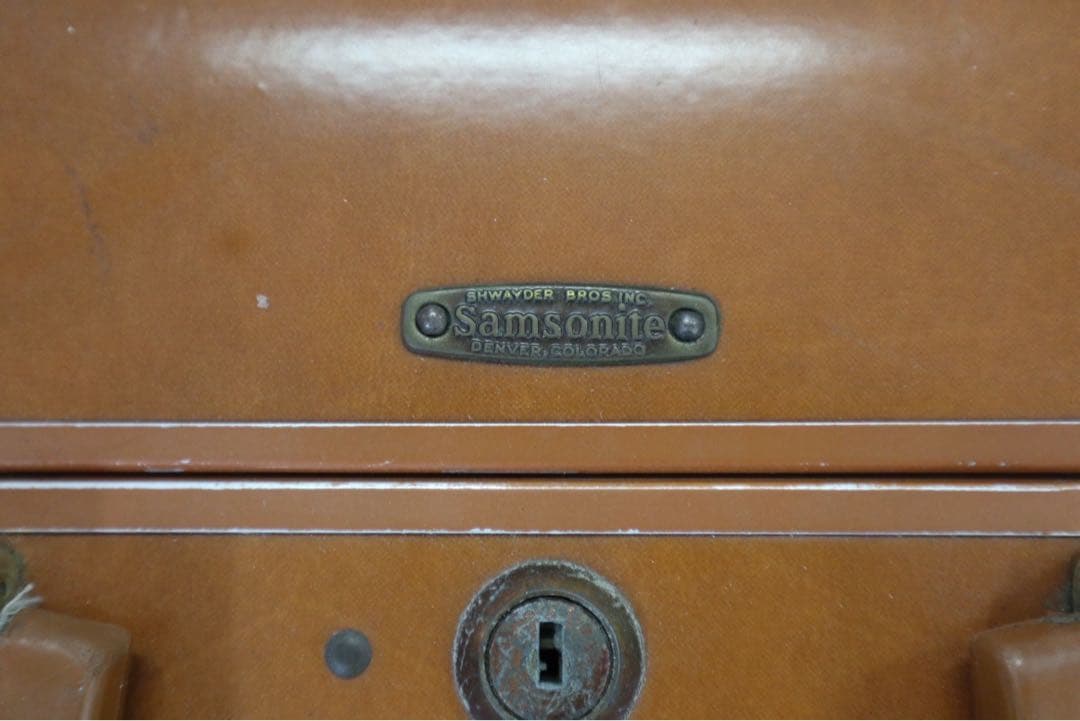 SHWAYDER BROS INC.
Samsonite
DENVER, COLORADO